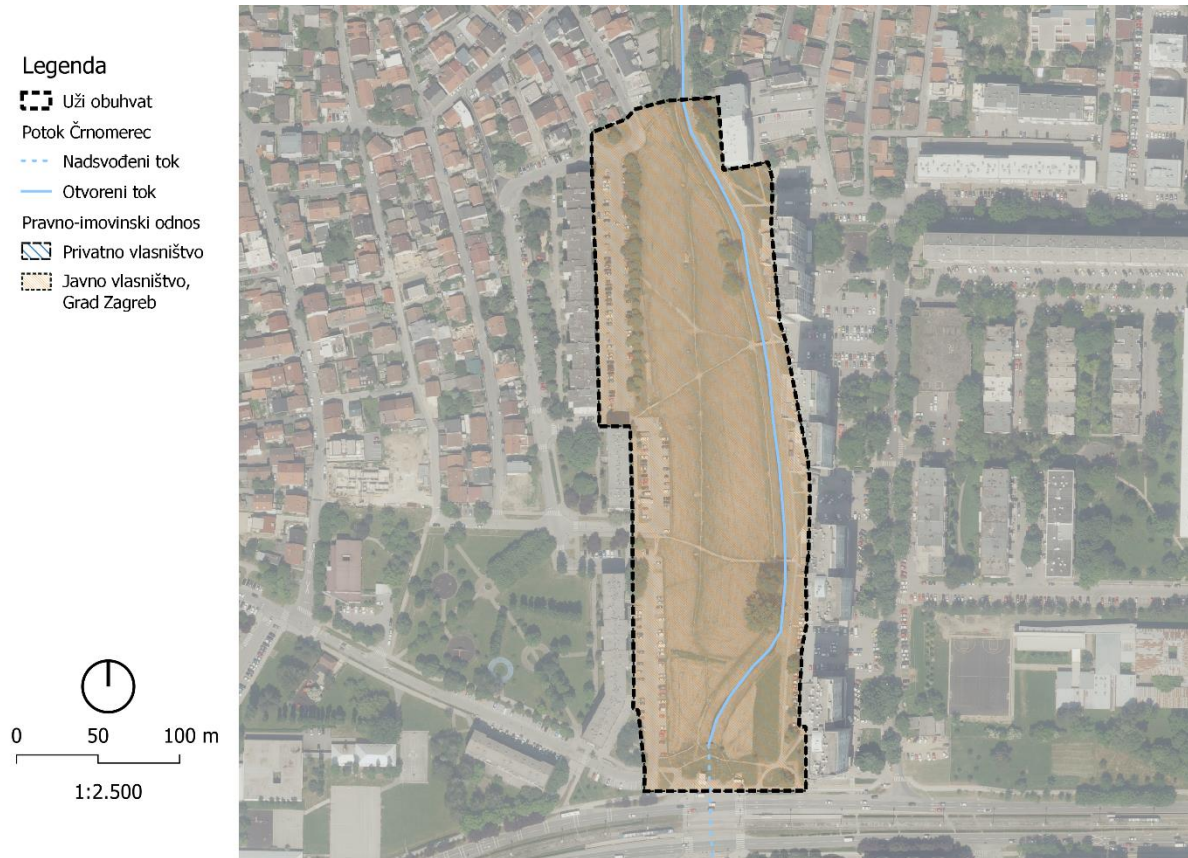 Legenda
Uži obuhvat
Potok Črnomerec
Nadsvođeni tok
Otvoreni tok
Pravno-imovinski odnos
Privatno vlasništvo
Javno vlasništvo,
Grad Zagreb
0 50 100 m
1:2.500